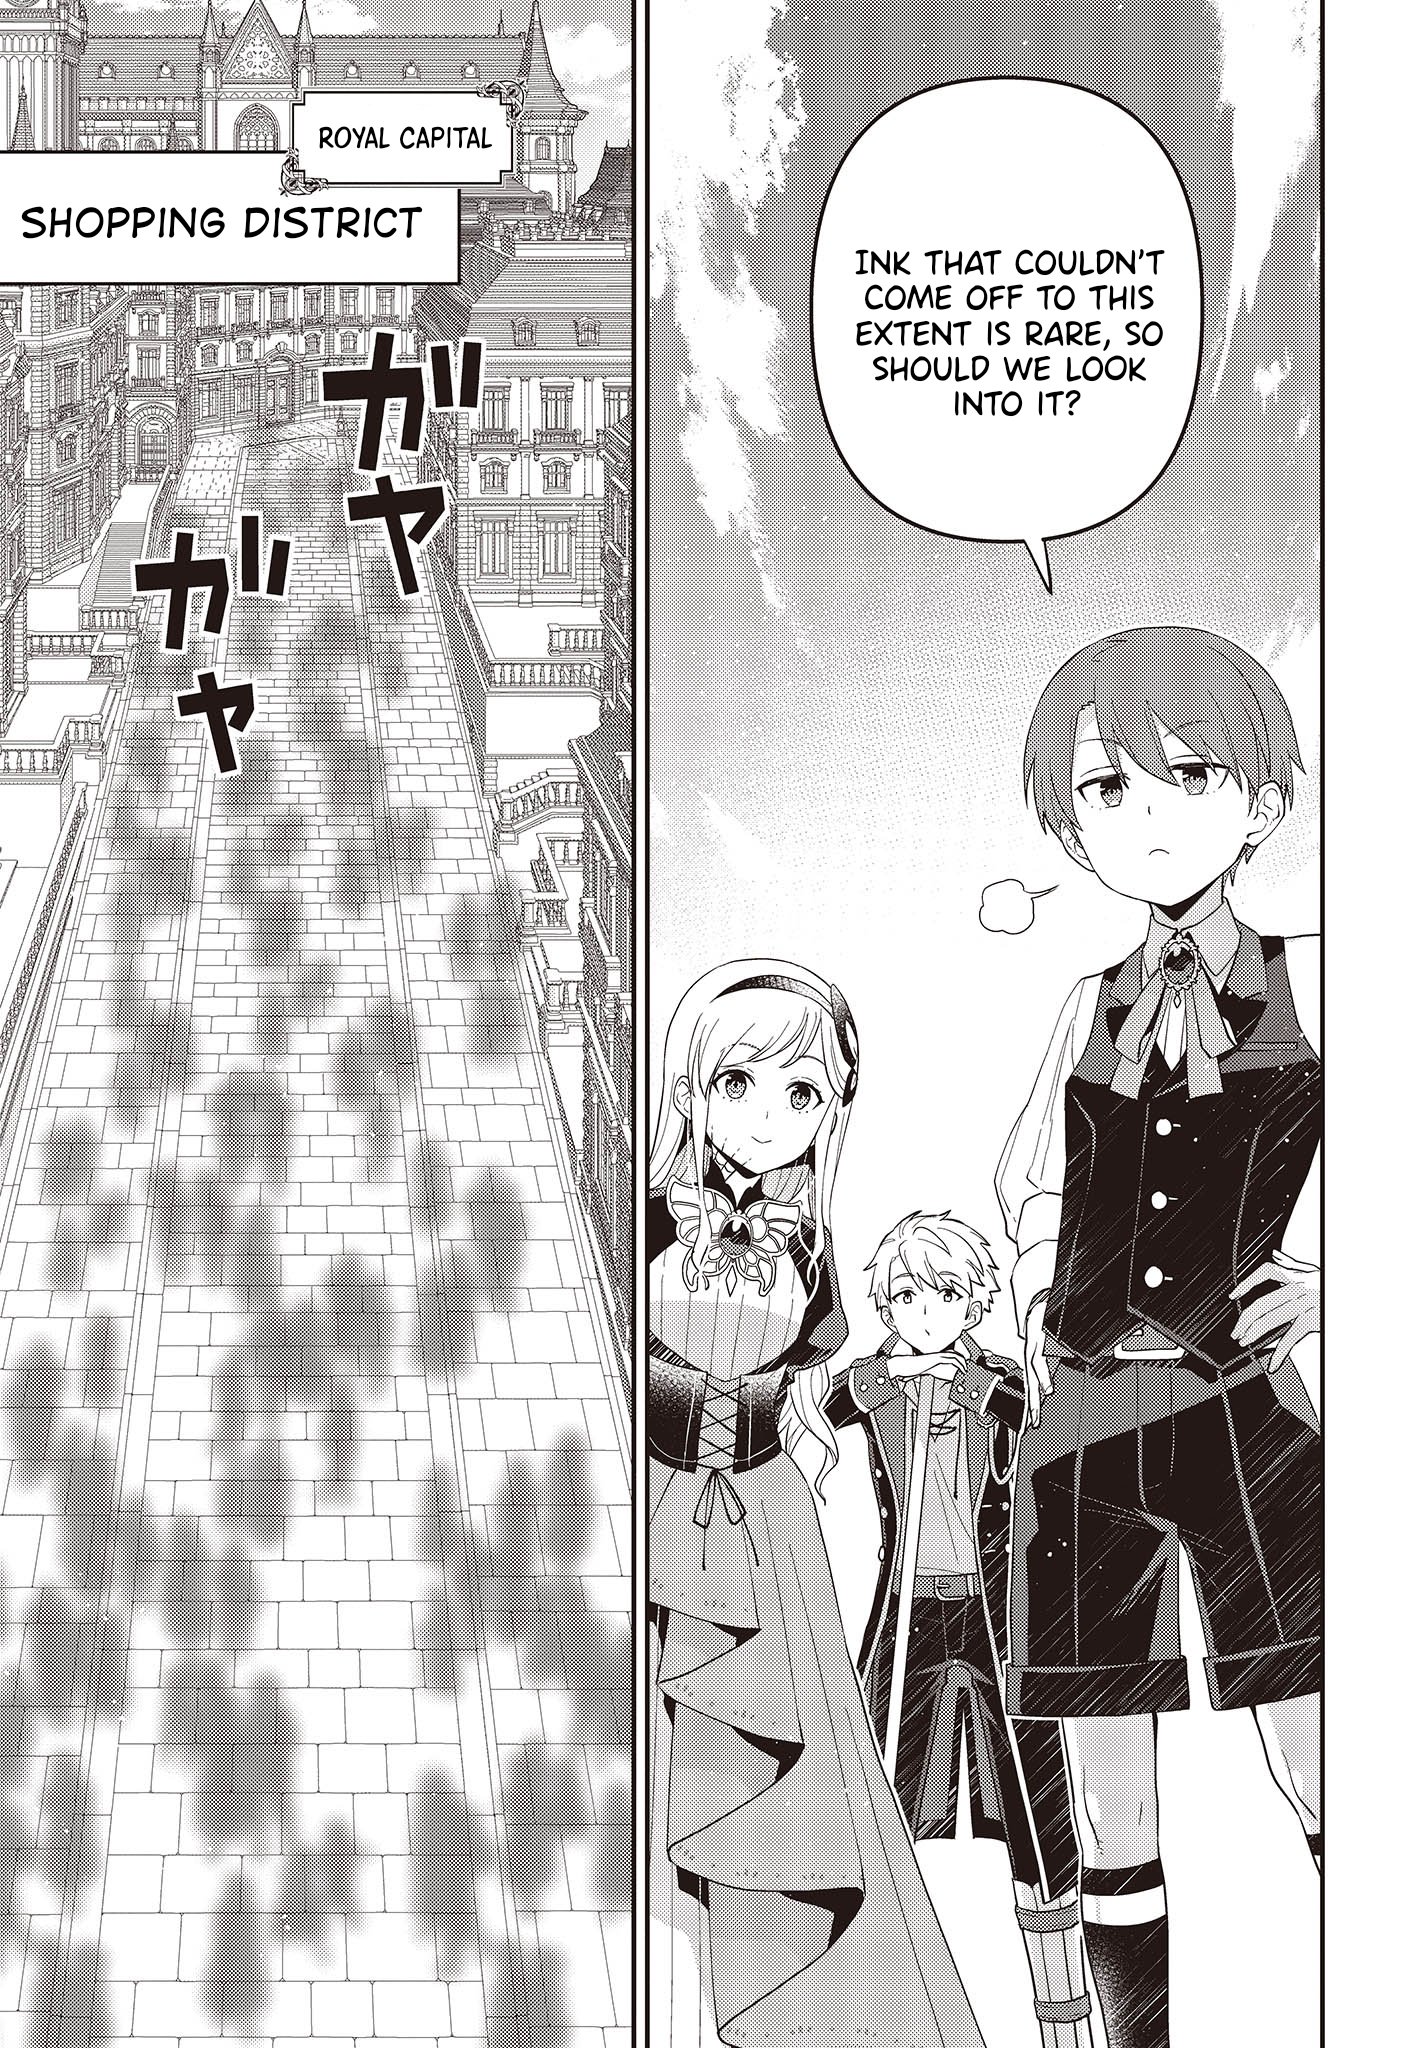 INK THAT COULDN'T
COME OFF TO THIS
EXTENT IS RARE, SO
SHOULD WE LOOK
INTO IT?
ROYAL CAPITAL
SHOPPING DISTRICT
ガヤ
ガヤ